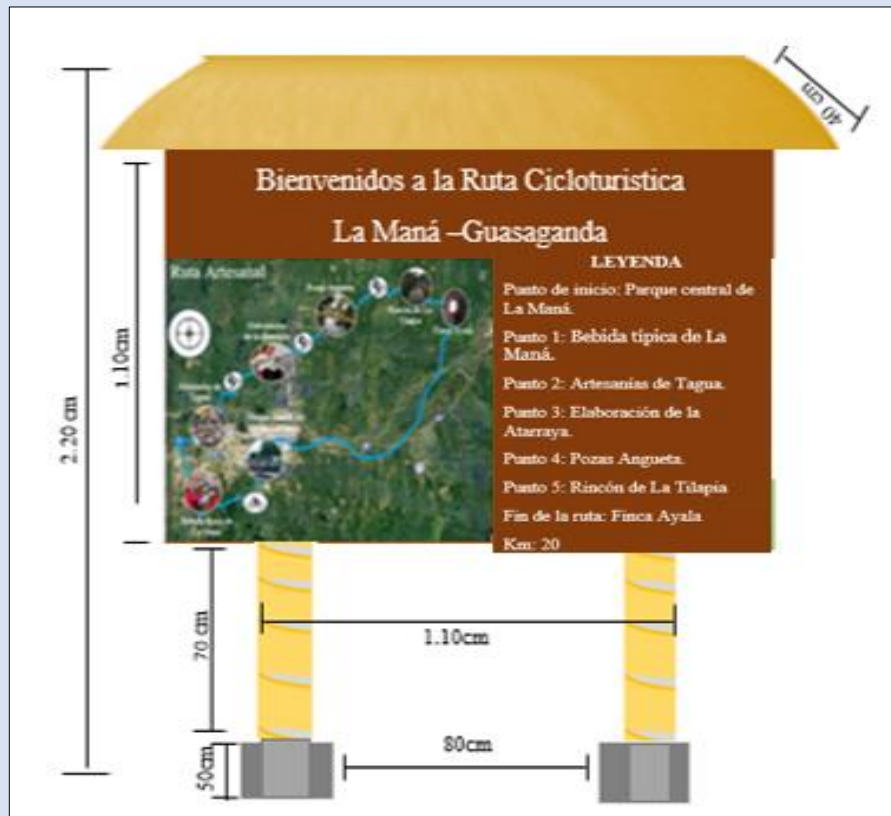 40 cm
Bienvenidos a la Ruta Cicloturistica
La Maná –Guasaganda
Ruta Artesanal
LEYENDA
Punto de inicio: Parque central de
La Maná.
Punto 1: Bebida típica de La
Maná.
Punto 2: Artesanías de Tagua.
Punto 3: Elaboración de la
Atarraya.
Punto 4: Pozas Angueta.
Punto 5: Rincón de La Tilapia
Fin de la ruta: Finca Ayala
Km: 20
2.20 cm
1.10cm
70 cm
1.10cm
50cm
80cm